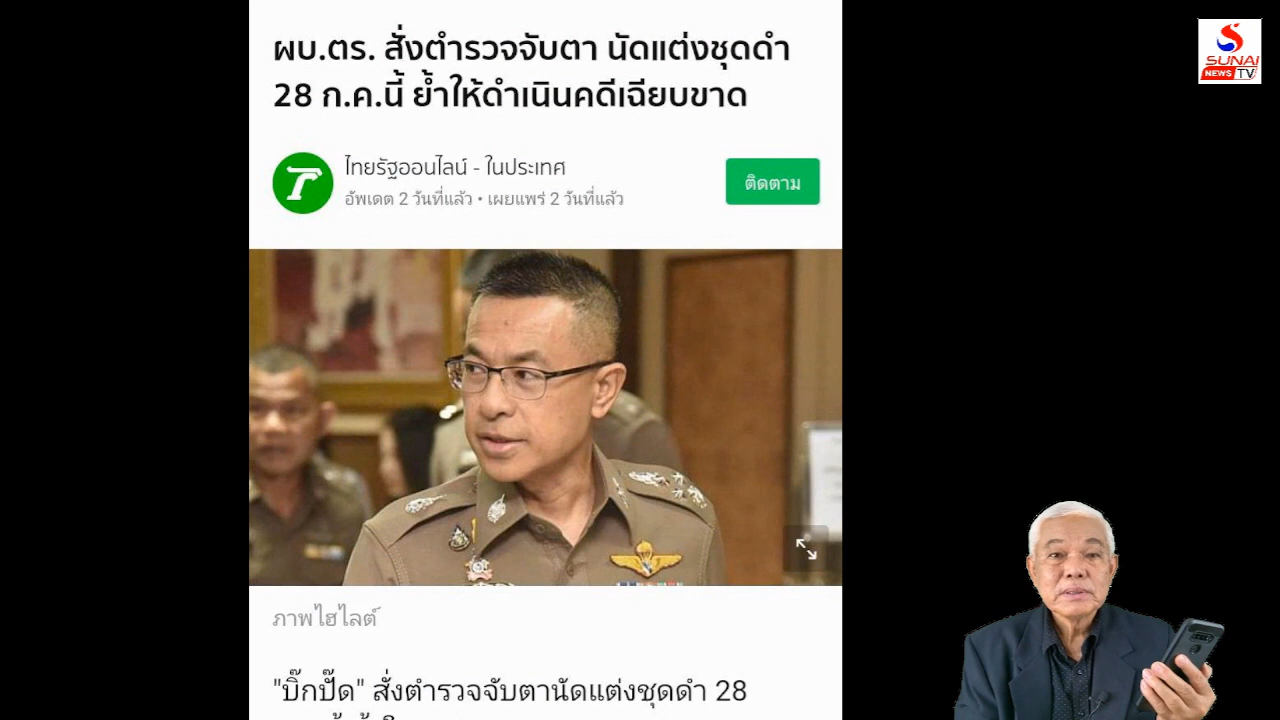 ผบ.ตร. สั่งตำรวจจับตา นัดแต่งชุดดำ
28 ก.ค.นี้ ย้ำให้ดำเนินคดีเฉียบขาด
ไทยรัฐออนไลน์ - ในประเทศ
อัพเดต 2 วันที่แล้ว • เผยแพร่ 2 วันที่แล้ว
ติดตาม
SUNAI
NEWS TV
ภาพไฮไลต์
"บิ๊กปั๊ด" สั่งตำรวจจับตานัดแต่งชุดดำ 28